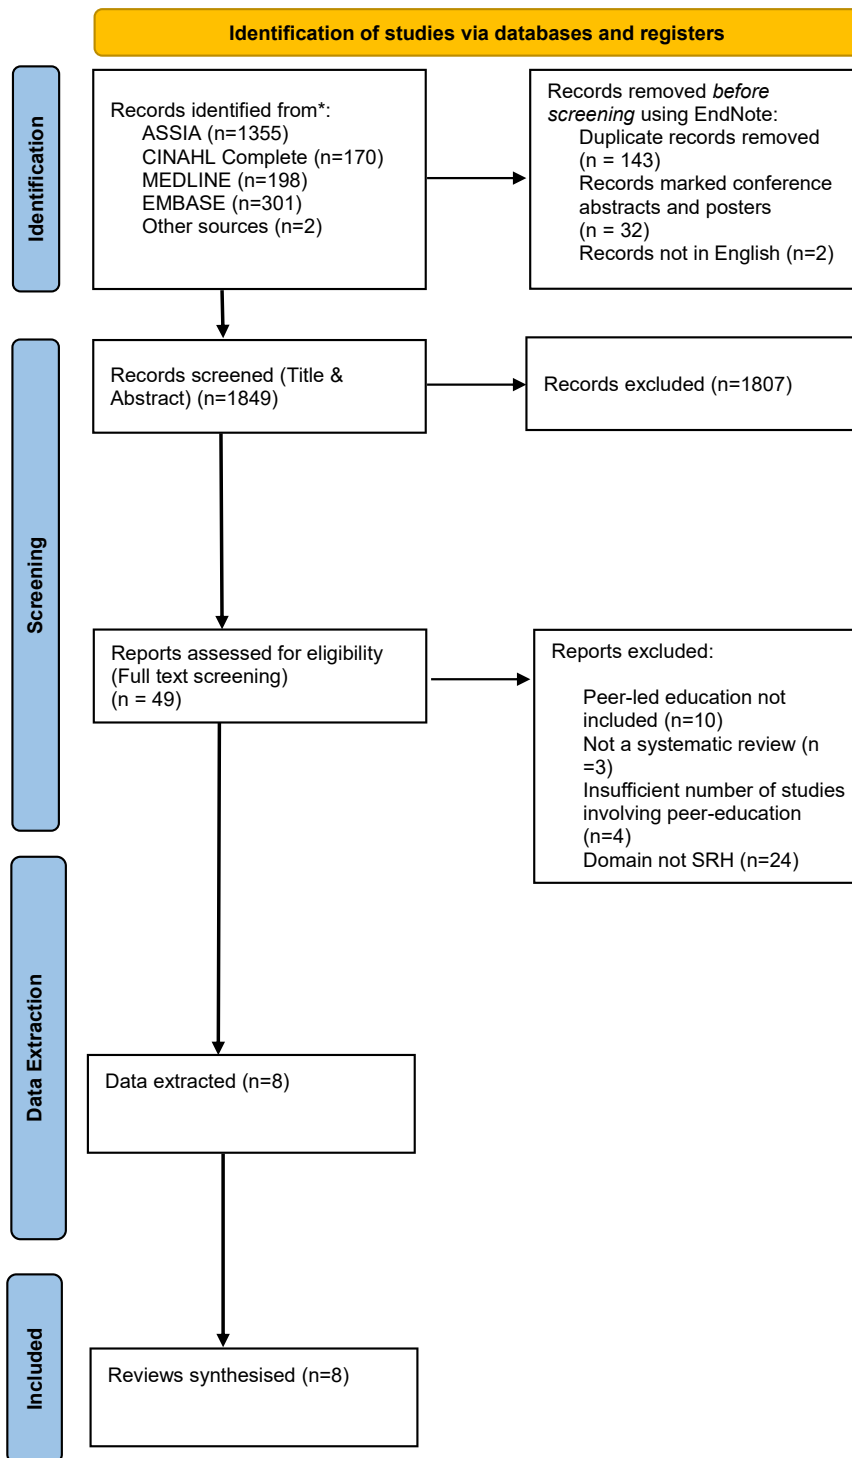 Identification of studies via databases and registers
Identification
Records identified from*:
ASSIA (n=1355)
CINAHL Complete (n=170)
MEDLINE (n=198)
EMBASE (n=301)
Other sources (n=2)
Records removed before
screening using EndNote:
Duplicate records removed
(n = 143)
Records marked conference
abstracts and posters
(n = 32)
Records not in English (n=2)
Screening
Records screened (Title &
Abstract) (n=1849)
Records excluded (n=1807)
Reports assessed for eligibility
(Full text screening)
(n = 49)
Reports excluded:
Peer-led education not
included (n=10)
Not a systematic review (n
=3)
Insufficient number of studies
involving peer-education
(n=4)
Domain not SRH (n=24)
Data Extraction
Data extracted (n=8)
Included
Reviews synthesised (n=8)